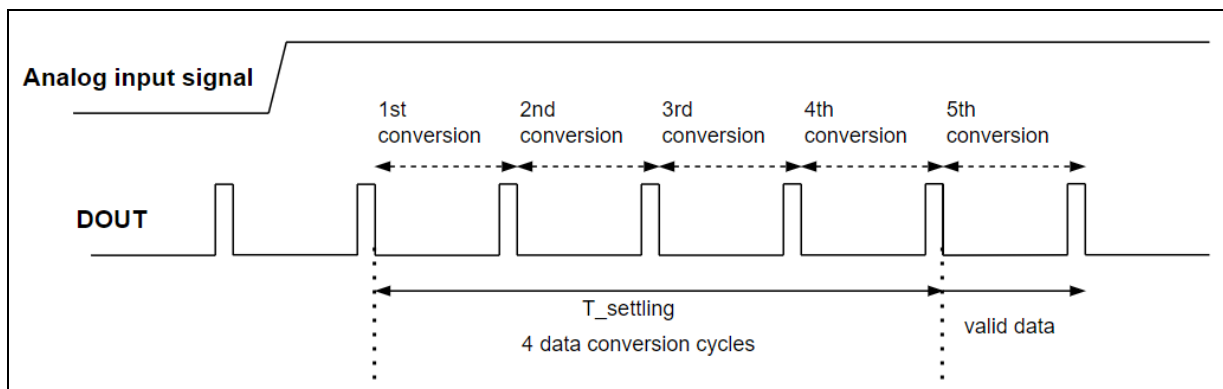 Analog input signal
1st
conversion
2nd
conversion
3rd
conversion
4th
conversion
5th
conversion
DOUT
T_settling
4 data conversion cycles
valid data